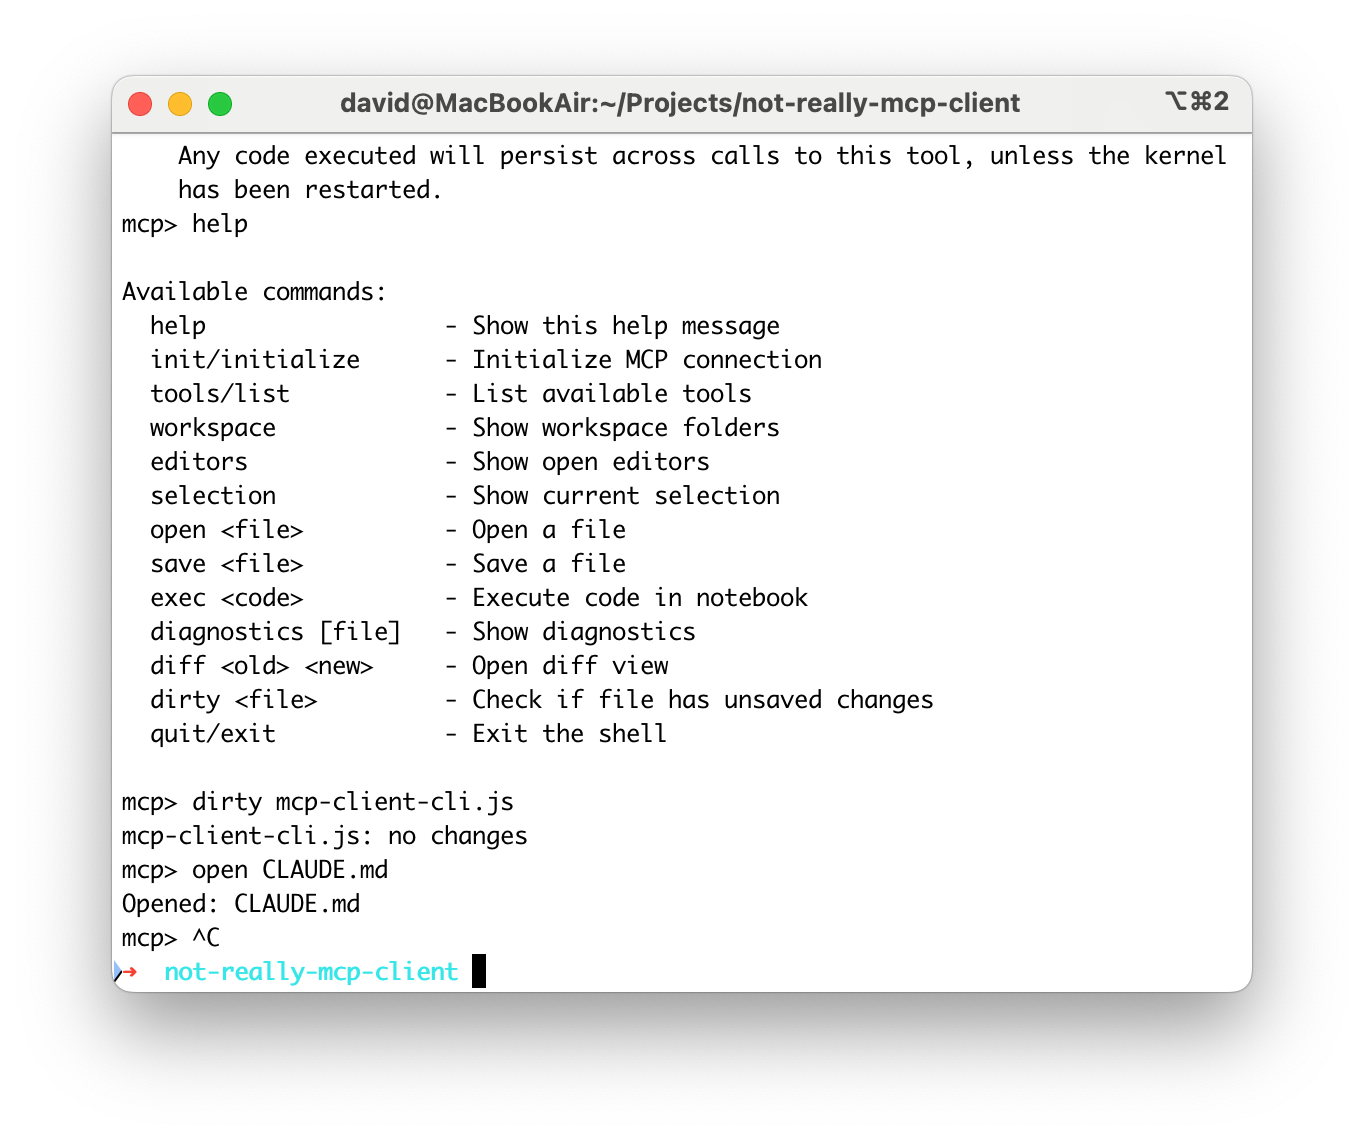 david@MacBookAir:~/Projects/not-really-mcp-client ⌥⌘2
    Any code executed will persist across calls to this tool, unless the kernel
    has been restarted.
mcp> help

Available commands:
  help                 - Show this help message
  init/initialize      - Initialize MCP connection
  tools/list           - List available tools
  workspace            - Show workspace folders
  editors              - Show open editors
  selection            - Show current selection
  open <file>          - Open a file
  save <file>          - Save a file
  exec <code>          - Execute code in notebook
  diagnostics [file]   - Show diagnostics
  diff <old> <new>     - Open diff view
  dirty <file>         - Check if file has unsaved changes
  quit/exit            - Exit the shell

mcp> dirty mcp-client-cli.js
mcp-client-cli.js: no changes
mcp> open CLAUDE.md
Opened: CLAUDE.md
mcp> ^C
➜  not-really-mcp-client